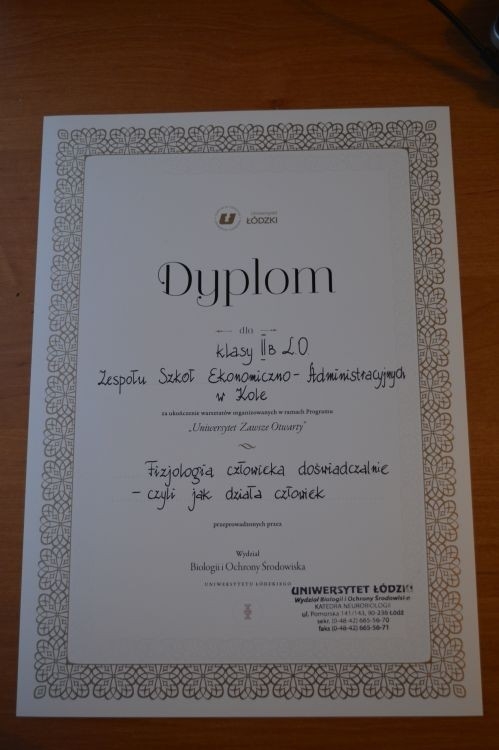 UNIWERSYTET
ŁÓDZKI
Dyplom
dla
klasy II B L.O.
Zespołu Szkół Ekonomiczno-Administracyjnych
w Kole
za ukończenie warsztatów organizowanych w ramach Programu
„Uniwersytet Zawsze Otwarty"
Fizjologia człowieka doświadczalnie
- czyli jak działa człowiek
przeprowadzonych przez
Wydział
Biologii i Ochrony Środowiska
UNIWERSYTETU ŁÓDZKIEGO
UNIWERSYTET ŁÓDZKI
Wydział Biologii i Ochrony Środowiska
KATEDRA NEUROBIOLOGII
ul. Pomorska 141/143, 90-236 Łódź
sekr. (0-48-42) 665-56-70
faks (0-48-42) 665-56-71